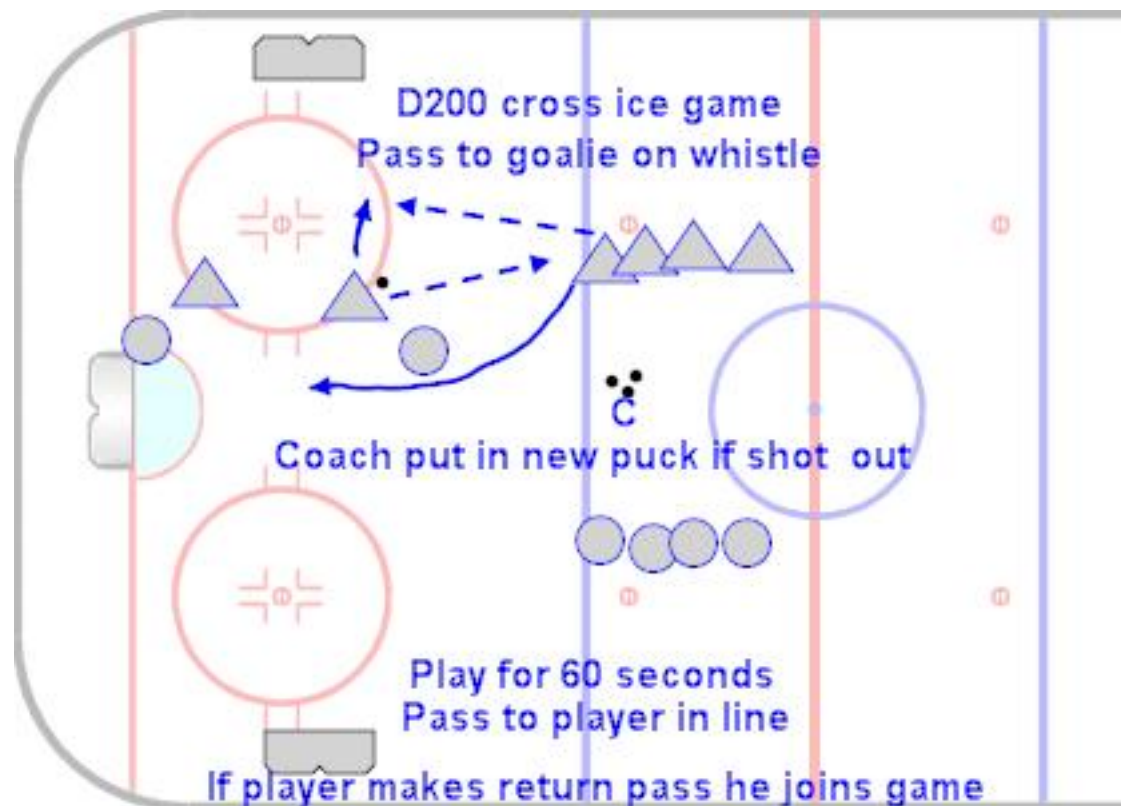 D200 cross ice game
Pass to goalie on whistle
C
Coach put in new puck if shot out
Play for 60 seconds
Pass to player in line
If player makes return pass he joins game